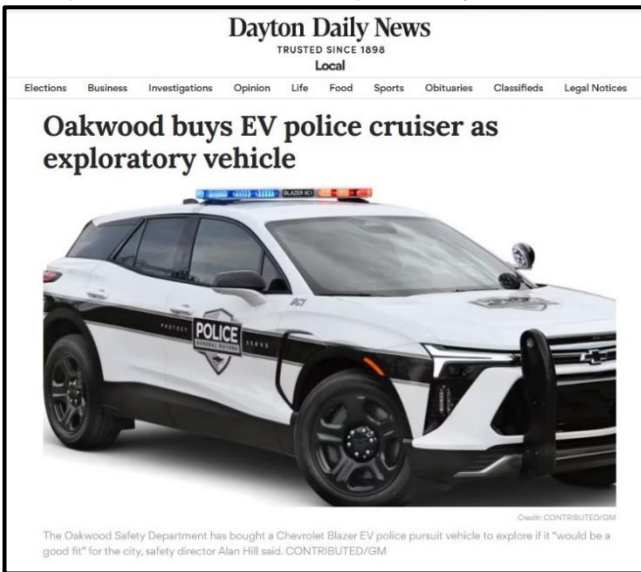 Dayton Daily News
TRUSTED SINCE 1898
Local
Elections Business Investigations Opinion Life Food Sports Obituaries Classifieds Legal Notices
Oakwood buys EV police cruiser as
exploratory vehicle
BLAZER
PROTECT POLICE SERVE
GENERAL MOTORS
Credit: CONTRIBUTED/GM
The Oakwood Safety Department has bought a Chevrolet Blazer EV police pursuit vehicle to explore if it "would be a
good fit" for the city, safety director Alan Hill said. CONTRIBUTED/GM